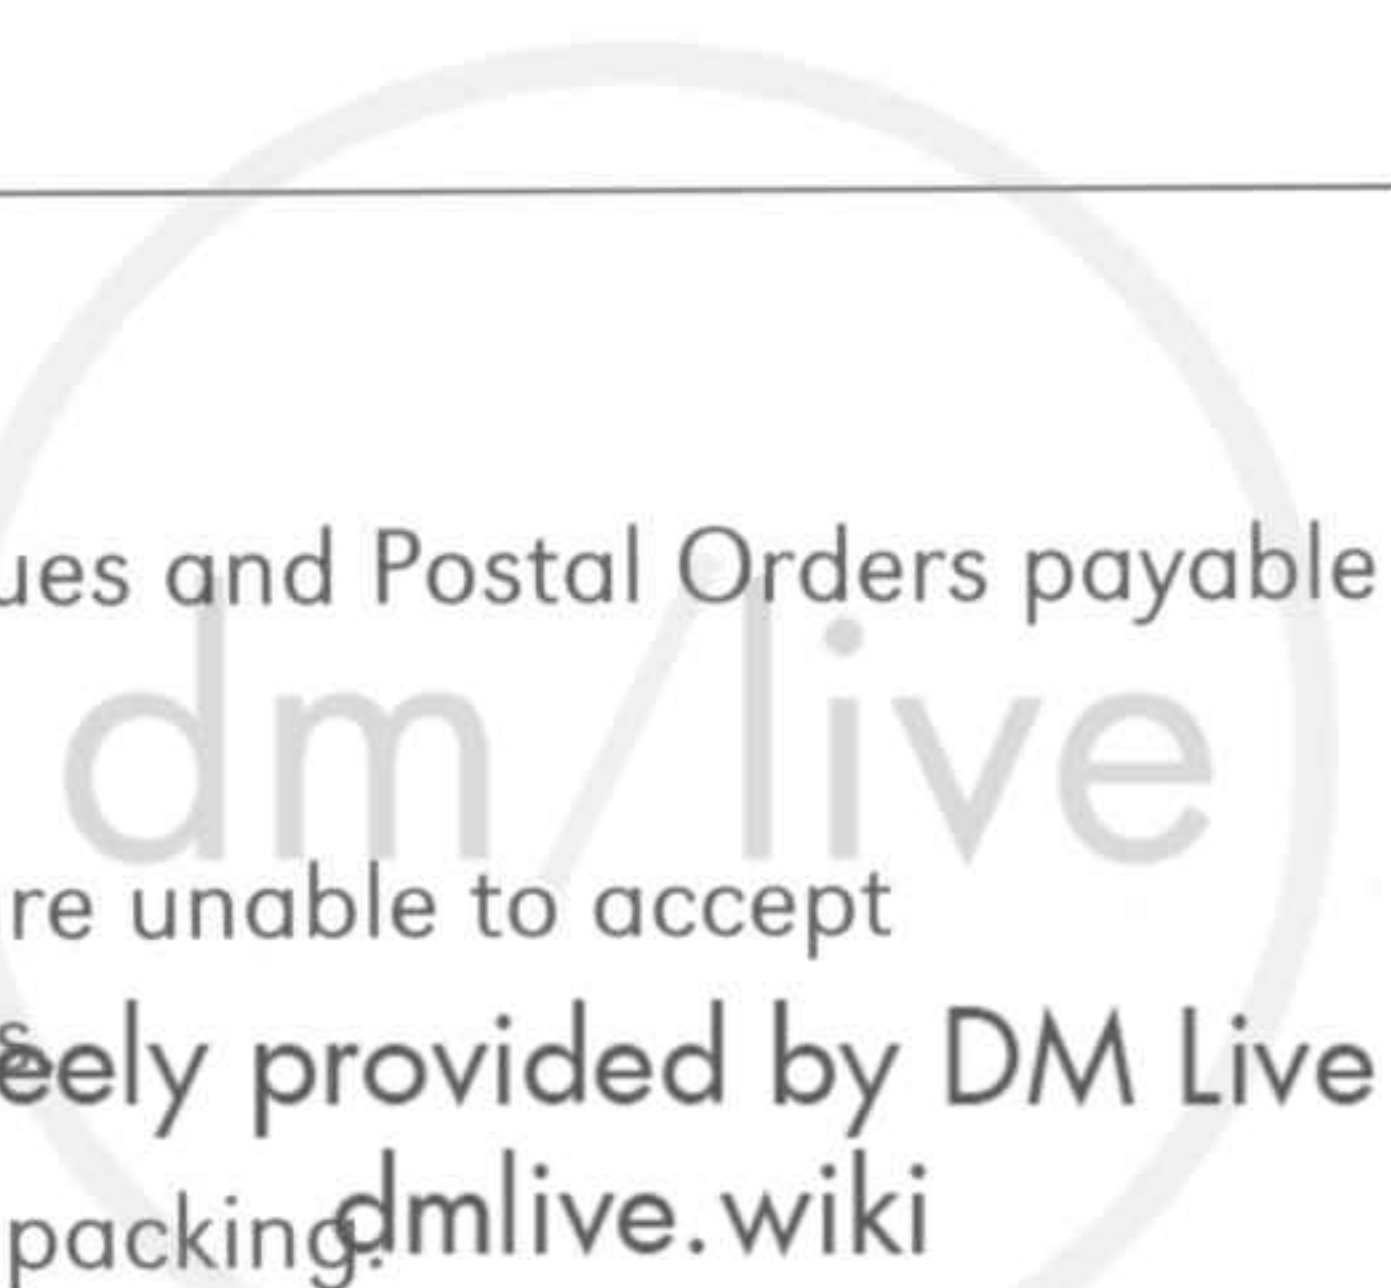 ues and Postal Orders payable
dm/live
re unable to accept
s.
eely provided by DM Live
dmlive.wiki
packing.